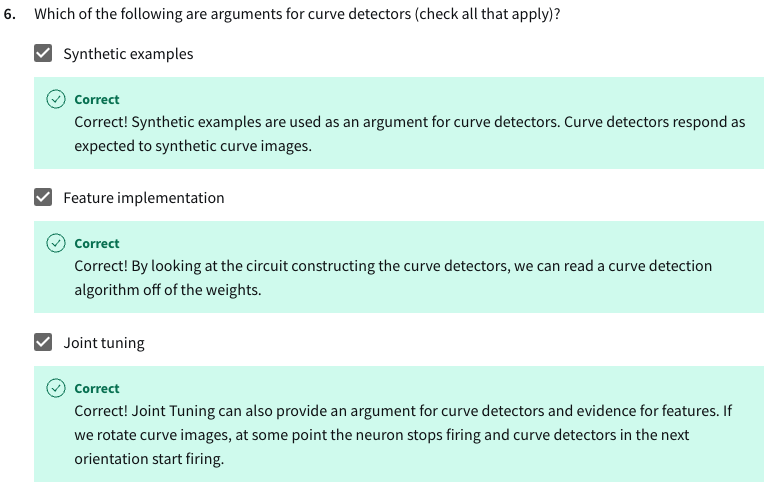 6. Which of the following are arguments for curve detectors (check all that apply)?
Synthetic examples
Correct
Correct! Synthetic examples are used as an argument for curve detectors. Curve detectors respond as
expected to synthetic curve images.
Feature implementation
Correct
Correct! By looking at the circuit constructing the curve detectors, we can read a curve detection
algorithm off of the weights.
Joint tuning
Correct
Correct! Joint Tuning can also provide an argument for curve detectors and evidence for features. If
we rotate curve images, at some point the neuron stops firing and curve detectors in the next
orientation start firing.